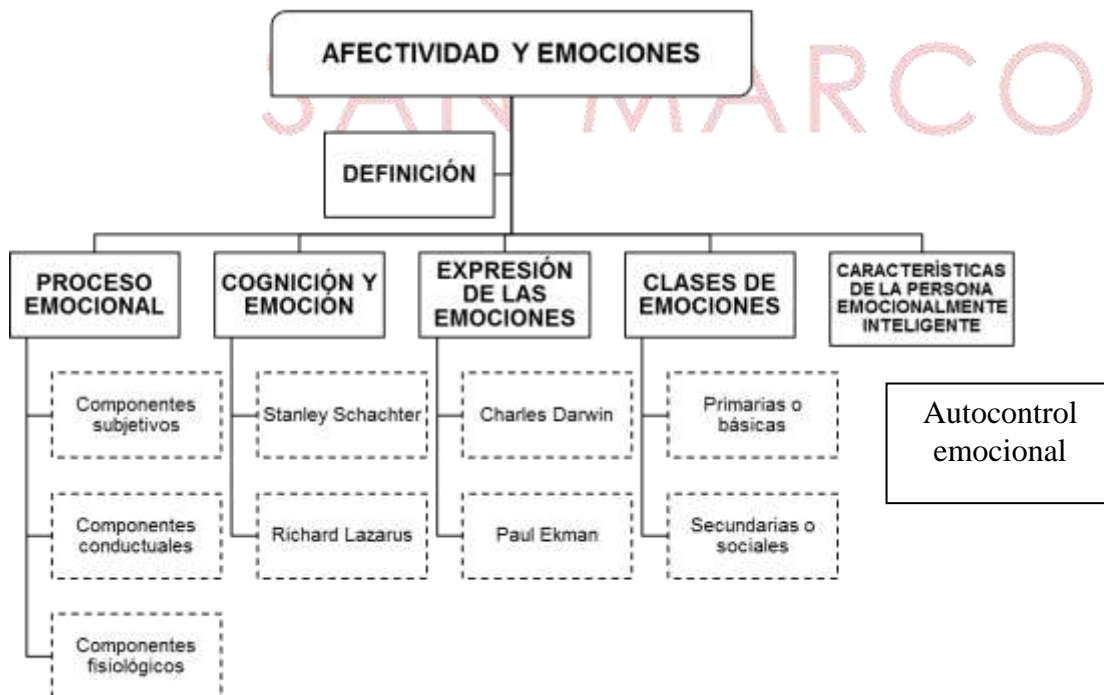 AFECTIVIDAD Y EMOCIONES
SAN MARCO
DEFINICIÓN
PROCESO
EMOCIONAL
COGNICIÓN Y
EMOCIÓN
EXPRESIÓN
DE LAS
EMOCIONES
CLASES DE
EMOCIONES
CARACTERÍSTICAS
DE LA PERSONA
EMOCIONALMENTE
INTELIGENTE
Componentes
subjetivos
Componentes
conductuales
Componentes
fisiológicos
Stanley Schachter
Richard Lazarus
Charles Darwin
Paul Ekman
Primarias o
básicas
Secundarias o
sociales
Autocontrol
emocional